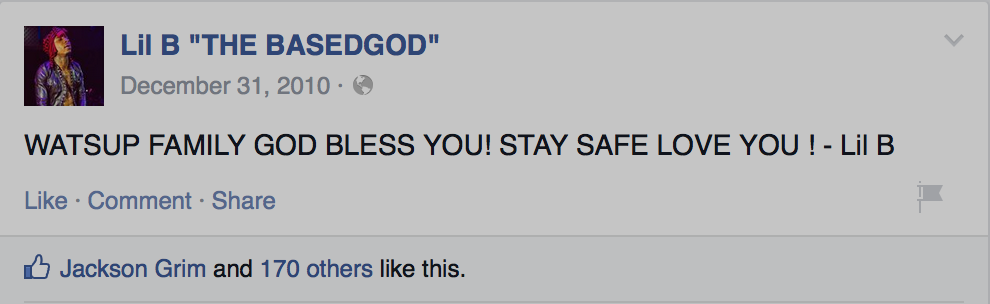 Lil B "THE BASEDGOD"
December 31, 2010 ·
WATSUP FAMILY GOD BLESS YOU! STAY SAFE LOVE YOU ! - Lil B
Like · Comment · Share
Jackson Grim and 170 others like this.